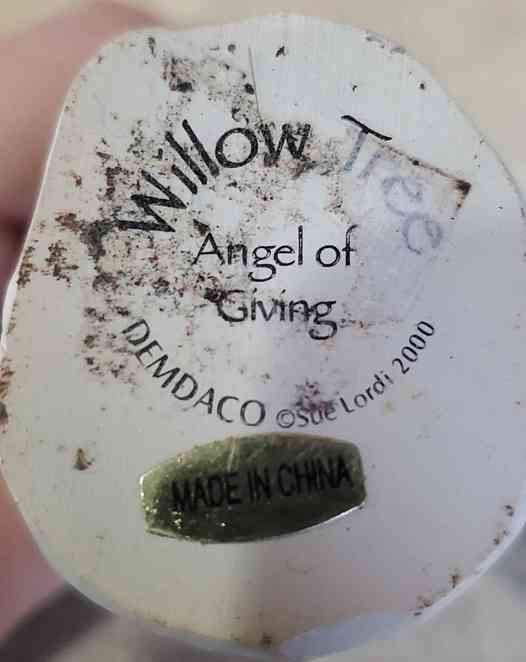 Willow Tree
Angel of
Giving
DEMDACO ©Sue Lordi 2000
MADE IN CHINA